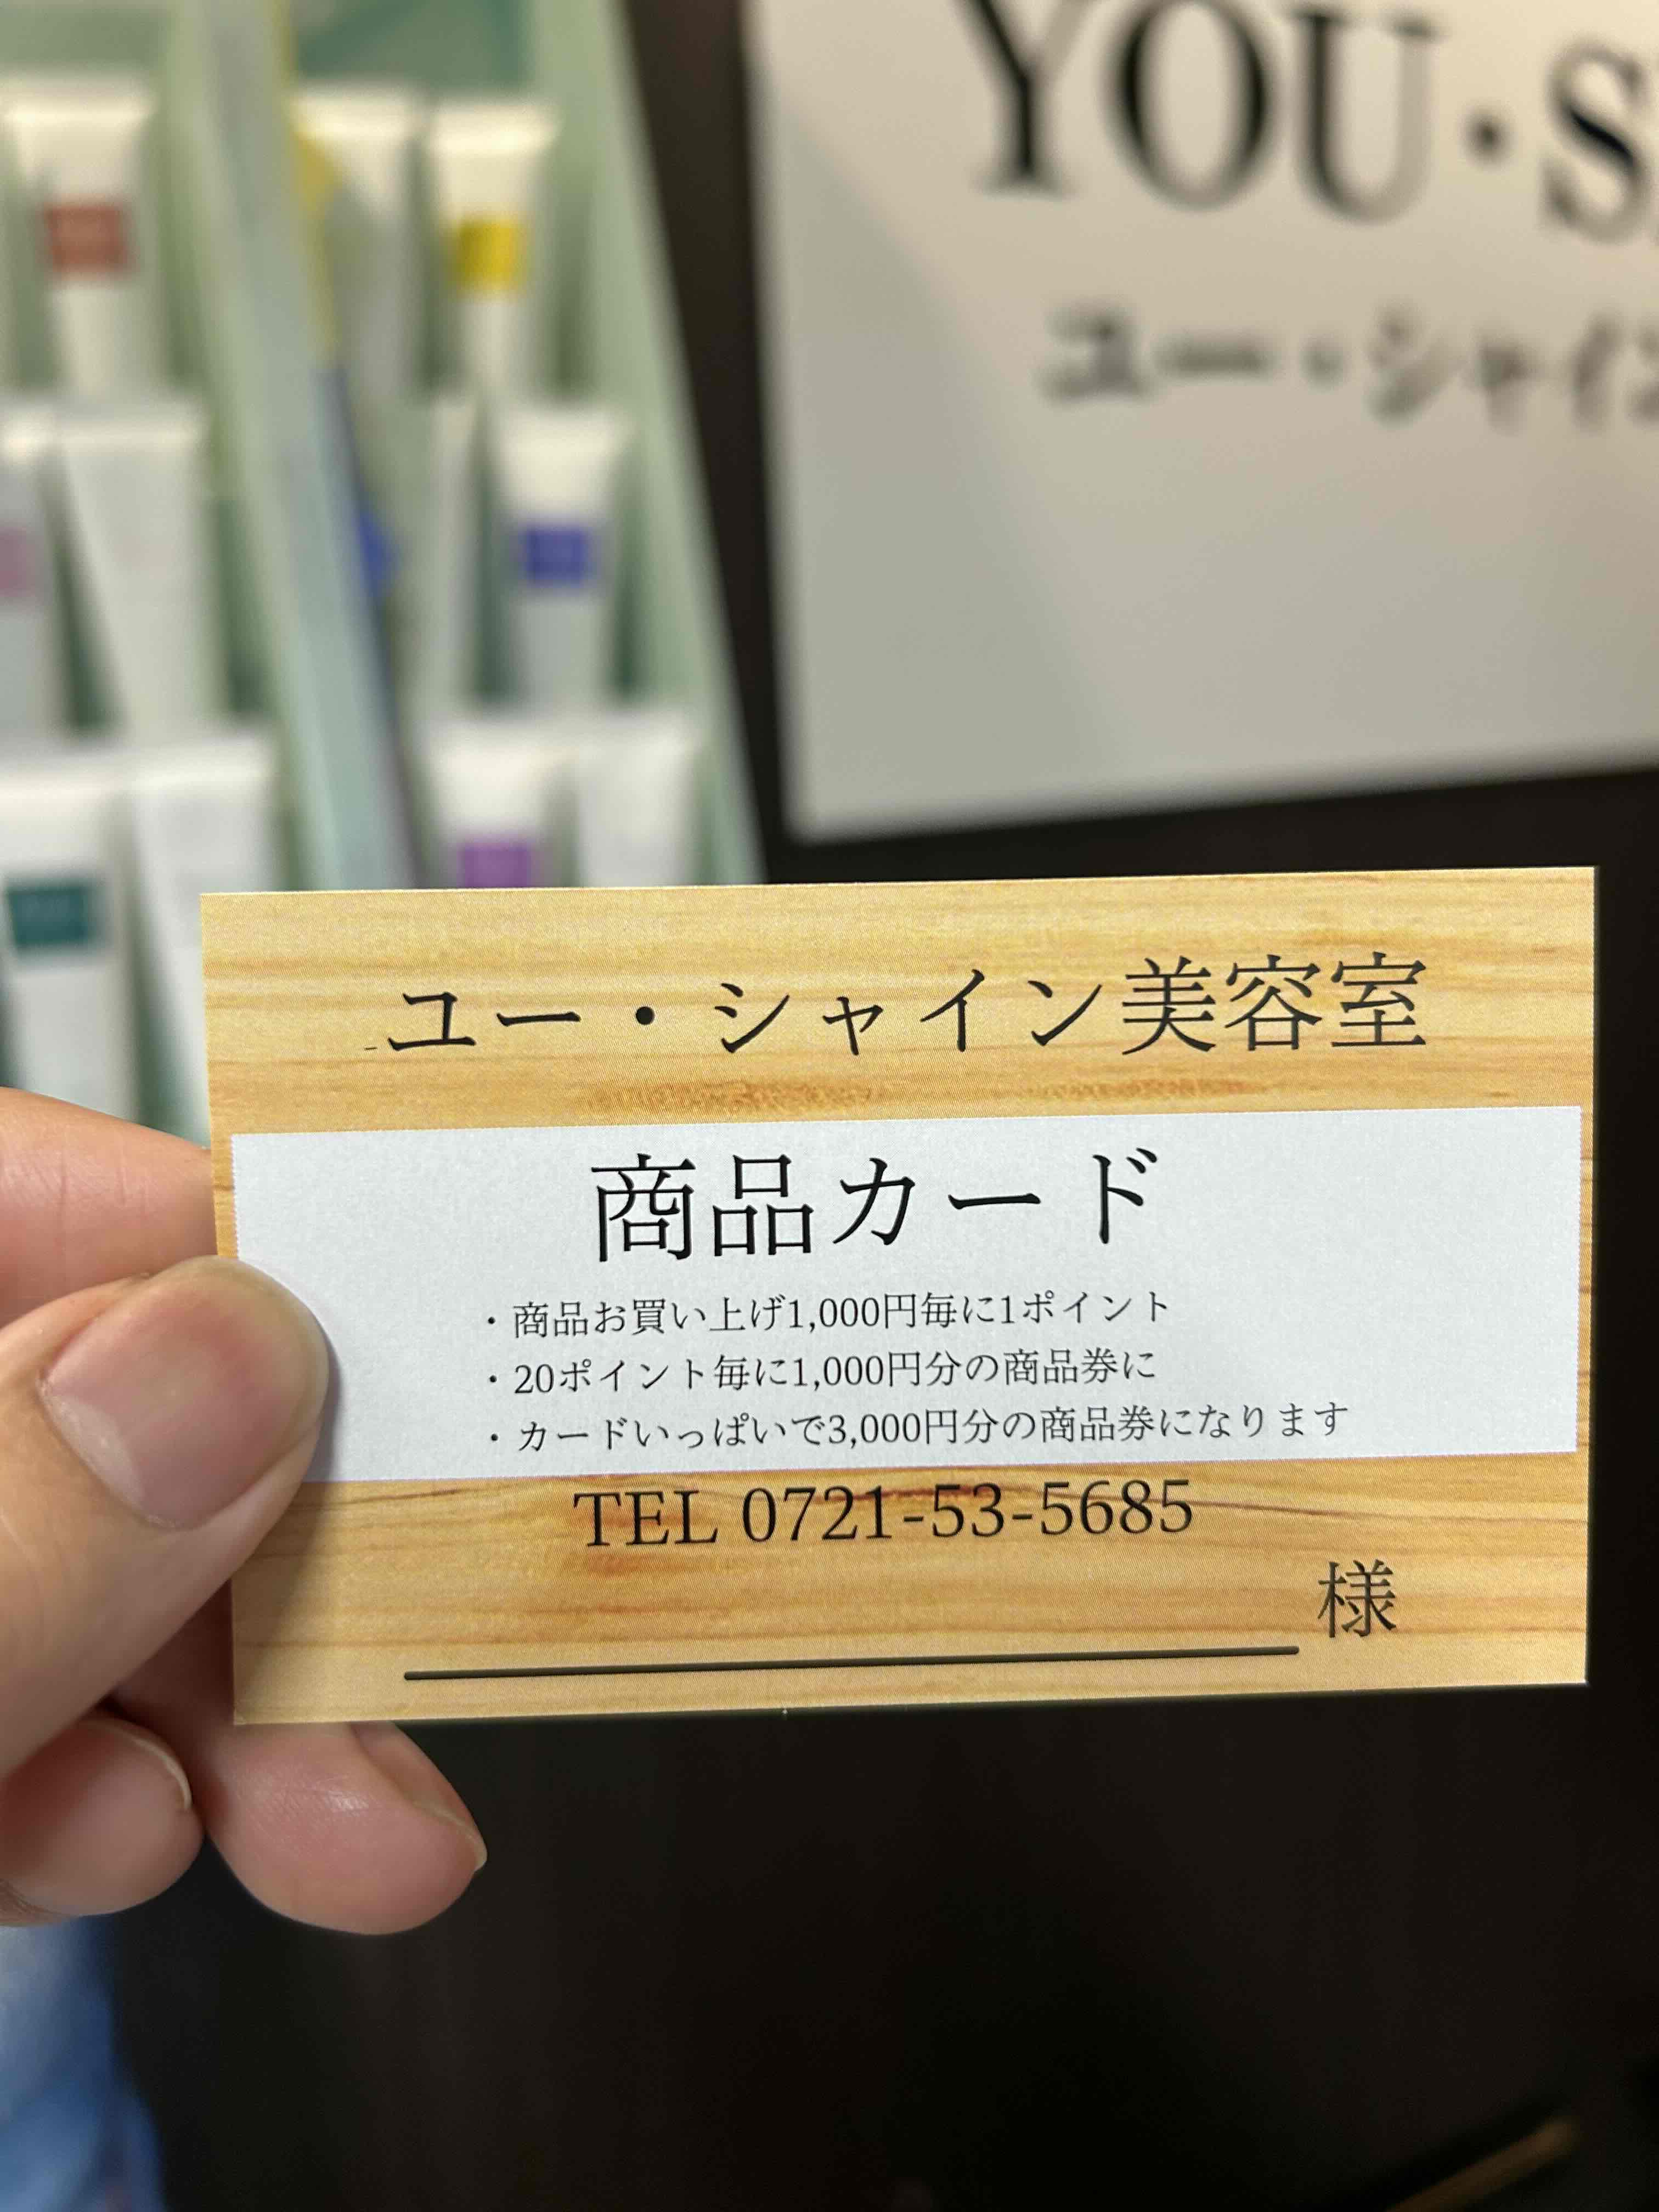 YOU・S
ユー・シャイン
ユー・シャイン美容室
商品カード
・商品お買い上げ1,000円毎に1ポイント
・20ポイント毎に1,000円分の商品券に
・カードいっぱいで3,000円分の商品券になります
TEL 0721-53-5685
様